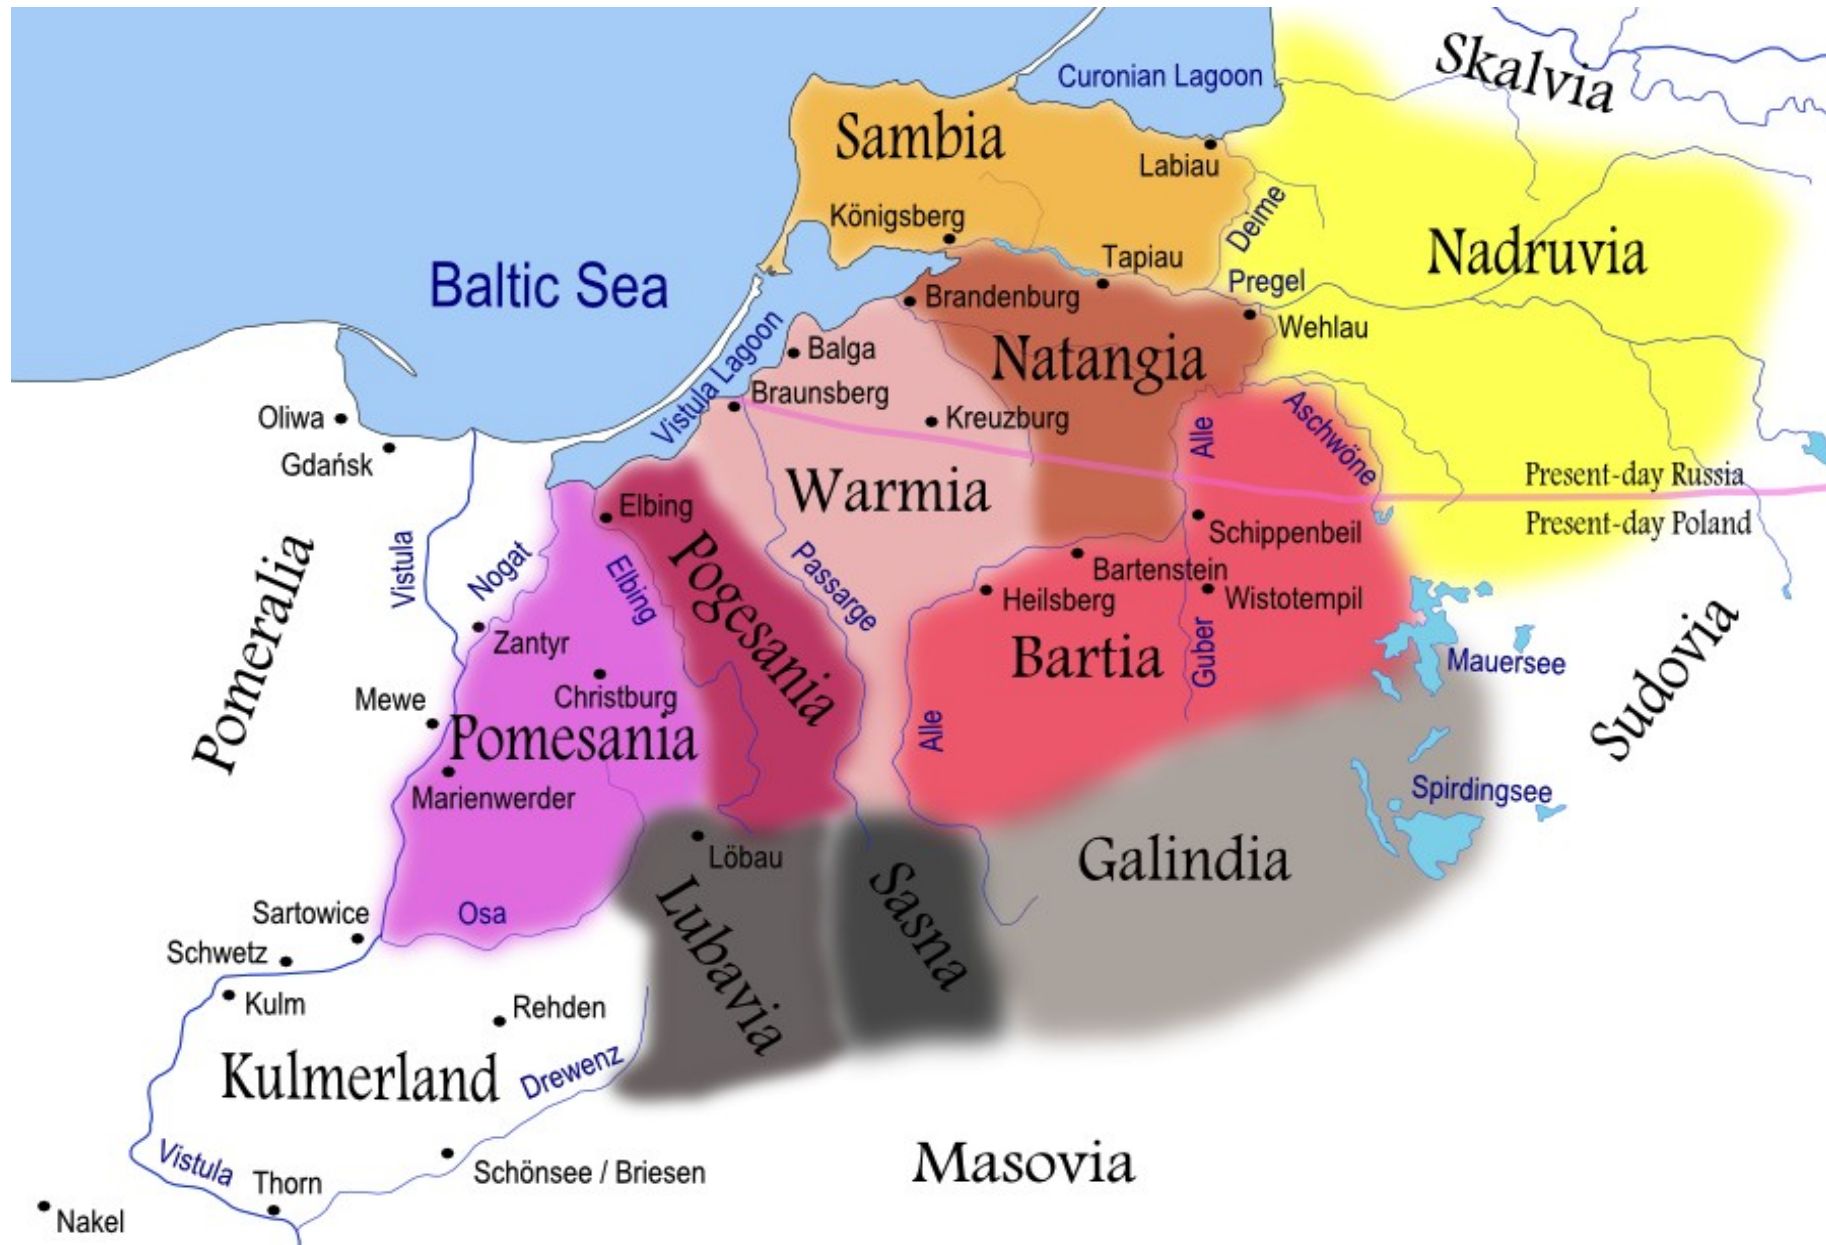 Skalvia
Curonian Lagoon
Sambia
Labiau
Königsberg
Deime
Nadruvia
Tapiau
Baltic Sea
Pregel
Brandenburg
Wehlau
Natangia
Vistula Lagoon
Balga
Braunsberg
Kreuzburg
Oliwa
Gdańsk
Alle
Aschwöne
Present-day Russia
Present-day Poland
Warmia
Elbing
Schippenbeil
Pomeralia
Vistula
Nogat
Elbing
Pogesania
Passarge
Bartenstein
Heilsberg
Wistotempil
Bartia
Guber
Zantyr
Mauersee
Sudovia
Mewe
Christburg
Pomesania
Alle
Marienwerder
Spirdingsee
Löbau
Galindia
Sartowice
Osa
Lubavia
Sasna
Schwetz
Kulm
Rehden
Kulmerland
Drewenz
Vistula
Thorn
Schönsee / Briesen
Masovia
Nakel